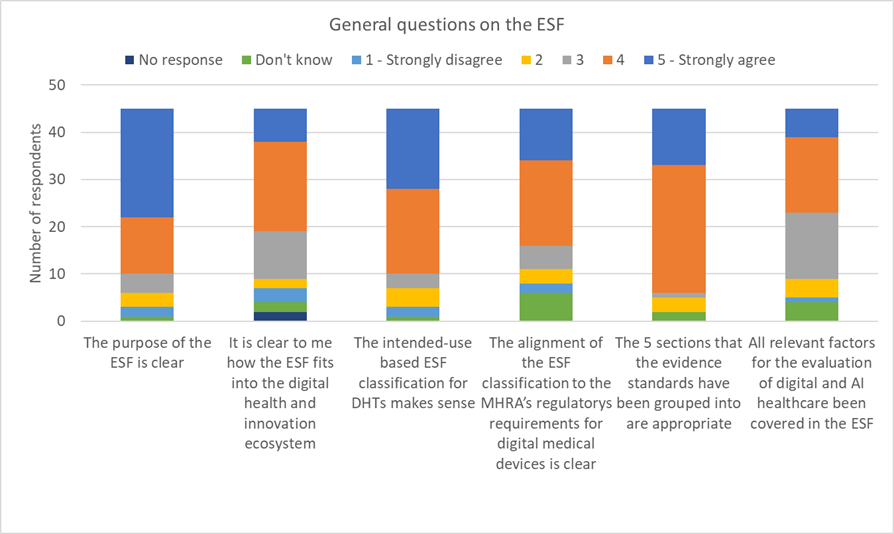 General questions on the ESF
No response Don't know 1 - Strongly disagree 2 3 4 5 - Strongly agree
Number of respondents
50
40
30
20
10
0
The purpose of the
ESF is clear
It is clear to me
how the ESF fits
into the digital
health and
innovation
ecosystem
The intended-use
based ESF
classification for
DHTs makes sense
The alignment of
the ESF
classification to the
MHRA’s regulatorys
requirements for
digital medical
devices is clear
The 5 sections that
the evidence
standards have
been grouped into
are appropriate
All relevant factors
for the evaluation
of digital and AI
healthcare been
covered in the ESF